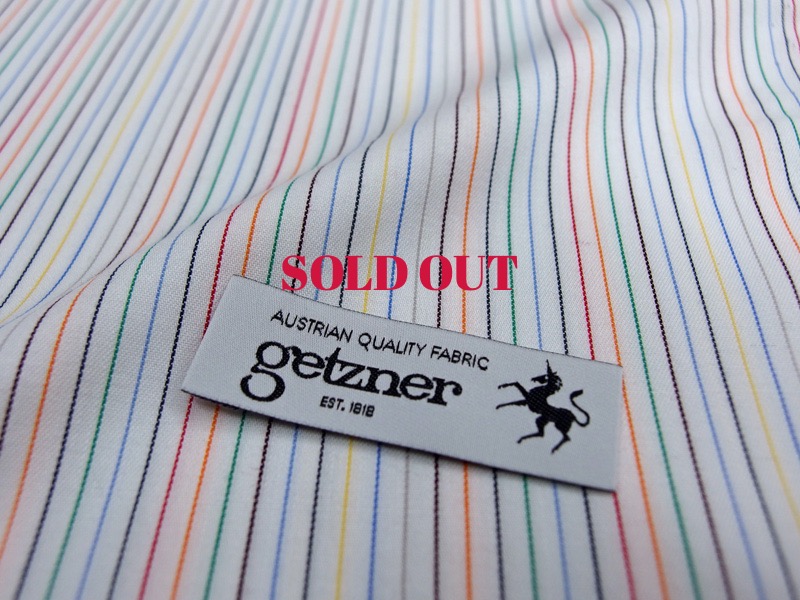 SOLD OUT
AUSTRIAN QUALITY FABRIC
getzner
EST. 1818